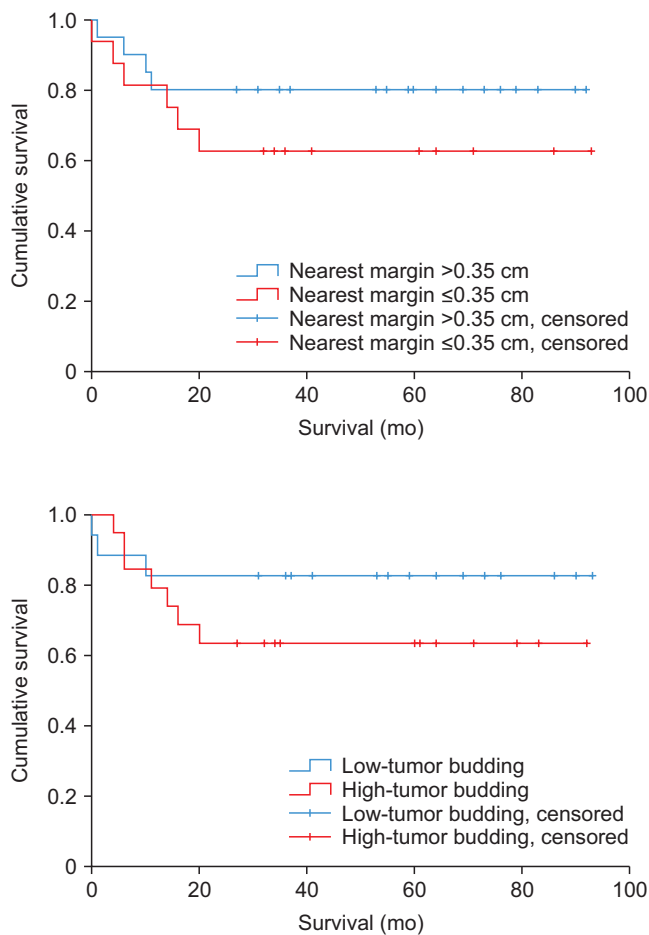 1.0
0.8
0.6
0.4
0.2
0
Cumulative survival
Nearest margin >0.35 cm
Nearest margin ≤0.35 cm
Nearest margin >0.35 cm, censored
Nearest margin ≤0.35 cm, censored
0 20 40 60 80 100
Survival (mo)
1.0
0.8
0.6
0.4
0.2
0
Cumulative survival
Low-tumor budding
High-tumor budding
Low-tumor budding, censored
High-tumor budding, censored
0 20 40 60 80 100
Survival (mo)